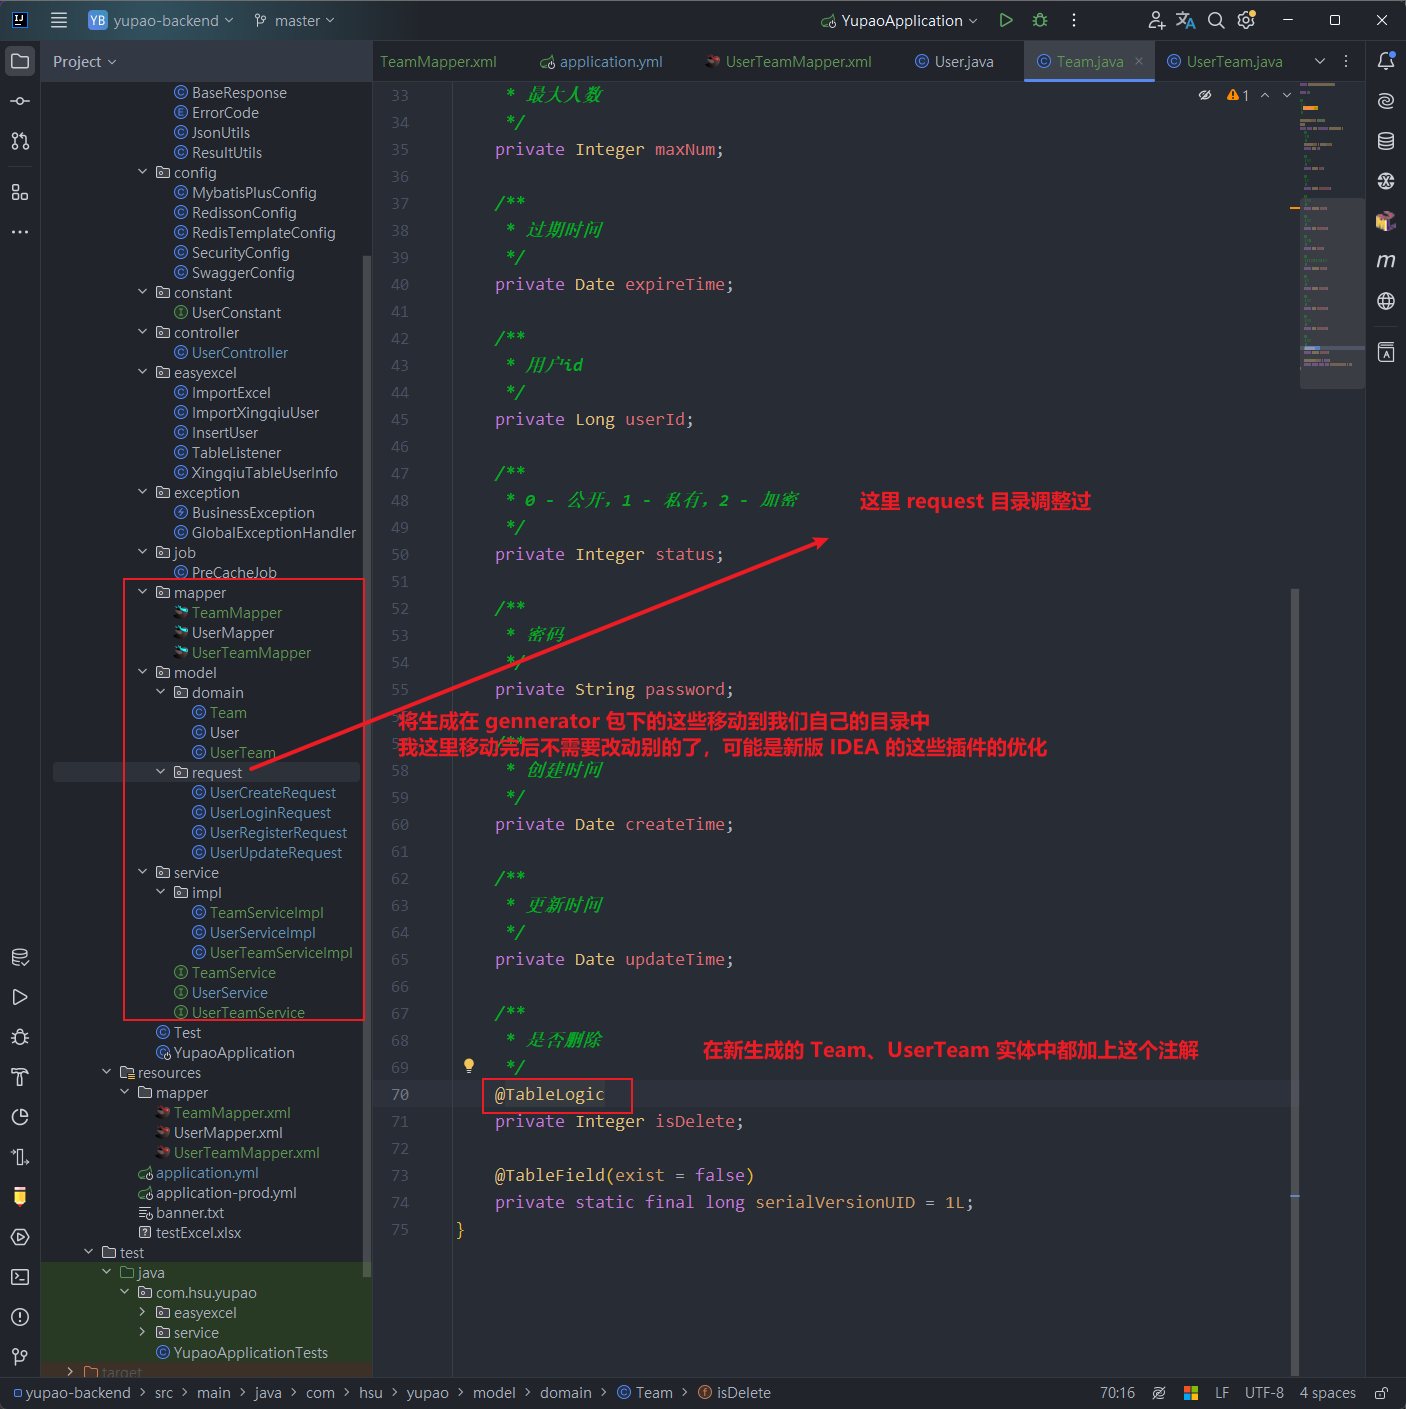 YB yupao-backend master YupaoApplication
Project
TeamMapper.xml application.yml UserTeamMapper.xml User.java Team.java UserTeam.java
BaseResponse
ErrorCode
JsonUtils
ResultUtils
config
MybatisPlusConfig
RedissonConfig
RedisTemplateConfig
SecurityConfig
SwaggerConfig
constant
UserConstant
controller
UserController
easyexcel
ImportExcel
ImportXingqiuUser
InsertUser
TableListener
XingqiuTableUserInfo
exception
BusinessException
GlobalExceptionHandler
job
PreCacheJob
mapper
TeamMapper
UserMapper
UserTeamMapper
model
domain
Team
User
UserTeam
request
UserCreateRequest
UserLoginRequest
UserRegisterRequest
UserUpdateRequest
service
impl
TeamServiceImpl
UserServiceImpl
UserTeamServiceImpl
TeamService
UserService
UserTeamService
Test
YupaoApplication
resources
mapper
TeamMapper.xml
UserMapper.xml
UserTeamMapper.xml
application.yml
application-prod.yml
banner.txt
testExcel.xlsx
test
java
com.hsu.yupao
easyexcel
service
YupaoApplicationTests
target
1
33 * 最大人数
34 */
35 private Integer maxNum;
36
37 /**
38 * 过期时间
39 */
40 private Date expireTime;
41
42 /**
43 * 用户id
44 */
45 private Long userId;
46
47 /**
48 * 0 - 公开，1 - 私有，2 - 加密
49 */
50 private Integer status;
51
52 /**
53 * 密码
54 */
55 private String password;
58 * 创建时间
59 */
60 private Date createTime;
61
62 /**
63 * 更新时间
64 */
65 private Date updateTime;
66
67 /**
68 * 是否删除
69 */
70 @TableLogic
71 private Integer isDelete;
72
73 @TableField(exist = false)
74 private static final long serialVersionUID = 1L;
75 }
这里 request 目录调整过
将生成在 gennerator 包下的这些移动到我们自己的目录中
我这里移动完后不需要改动别的了，可能是新版 IDEA 的这些插件的优化
在新生成的 Team、UserTeam 实体中都加上这个注解
yupao-backend > src > main > java > com > hsu > yupao > model > domain > Team > isDelete
70:16 LF UTF-8 4 spaces